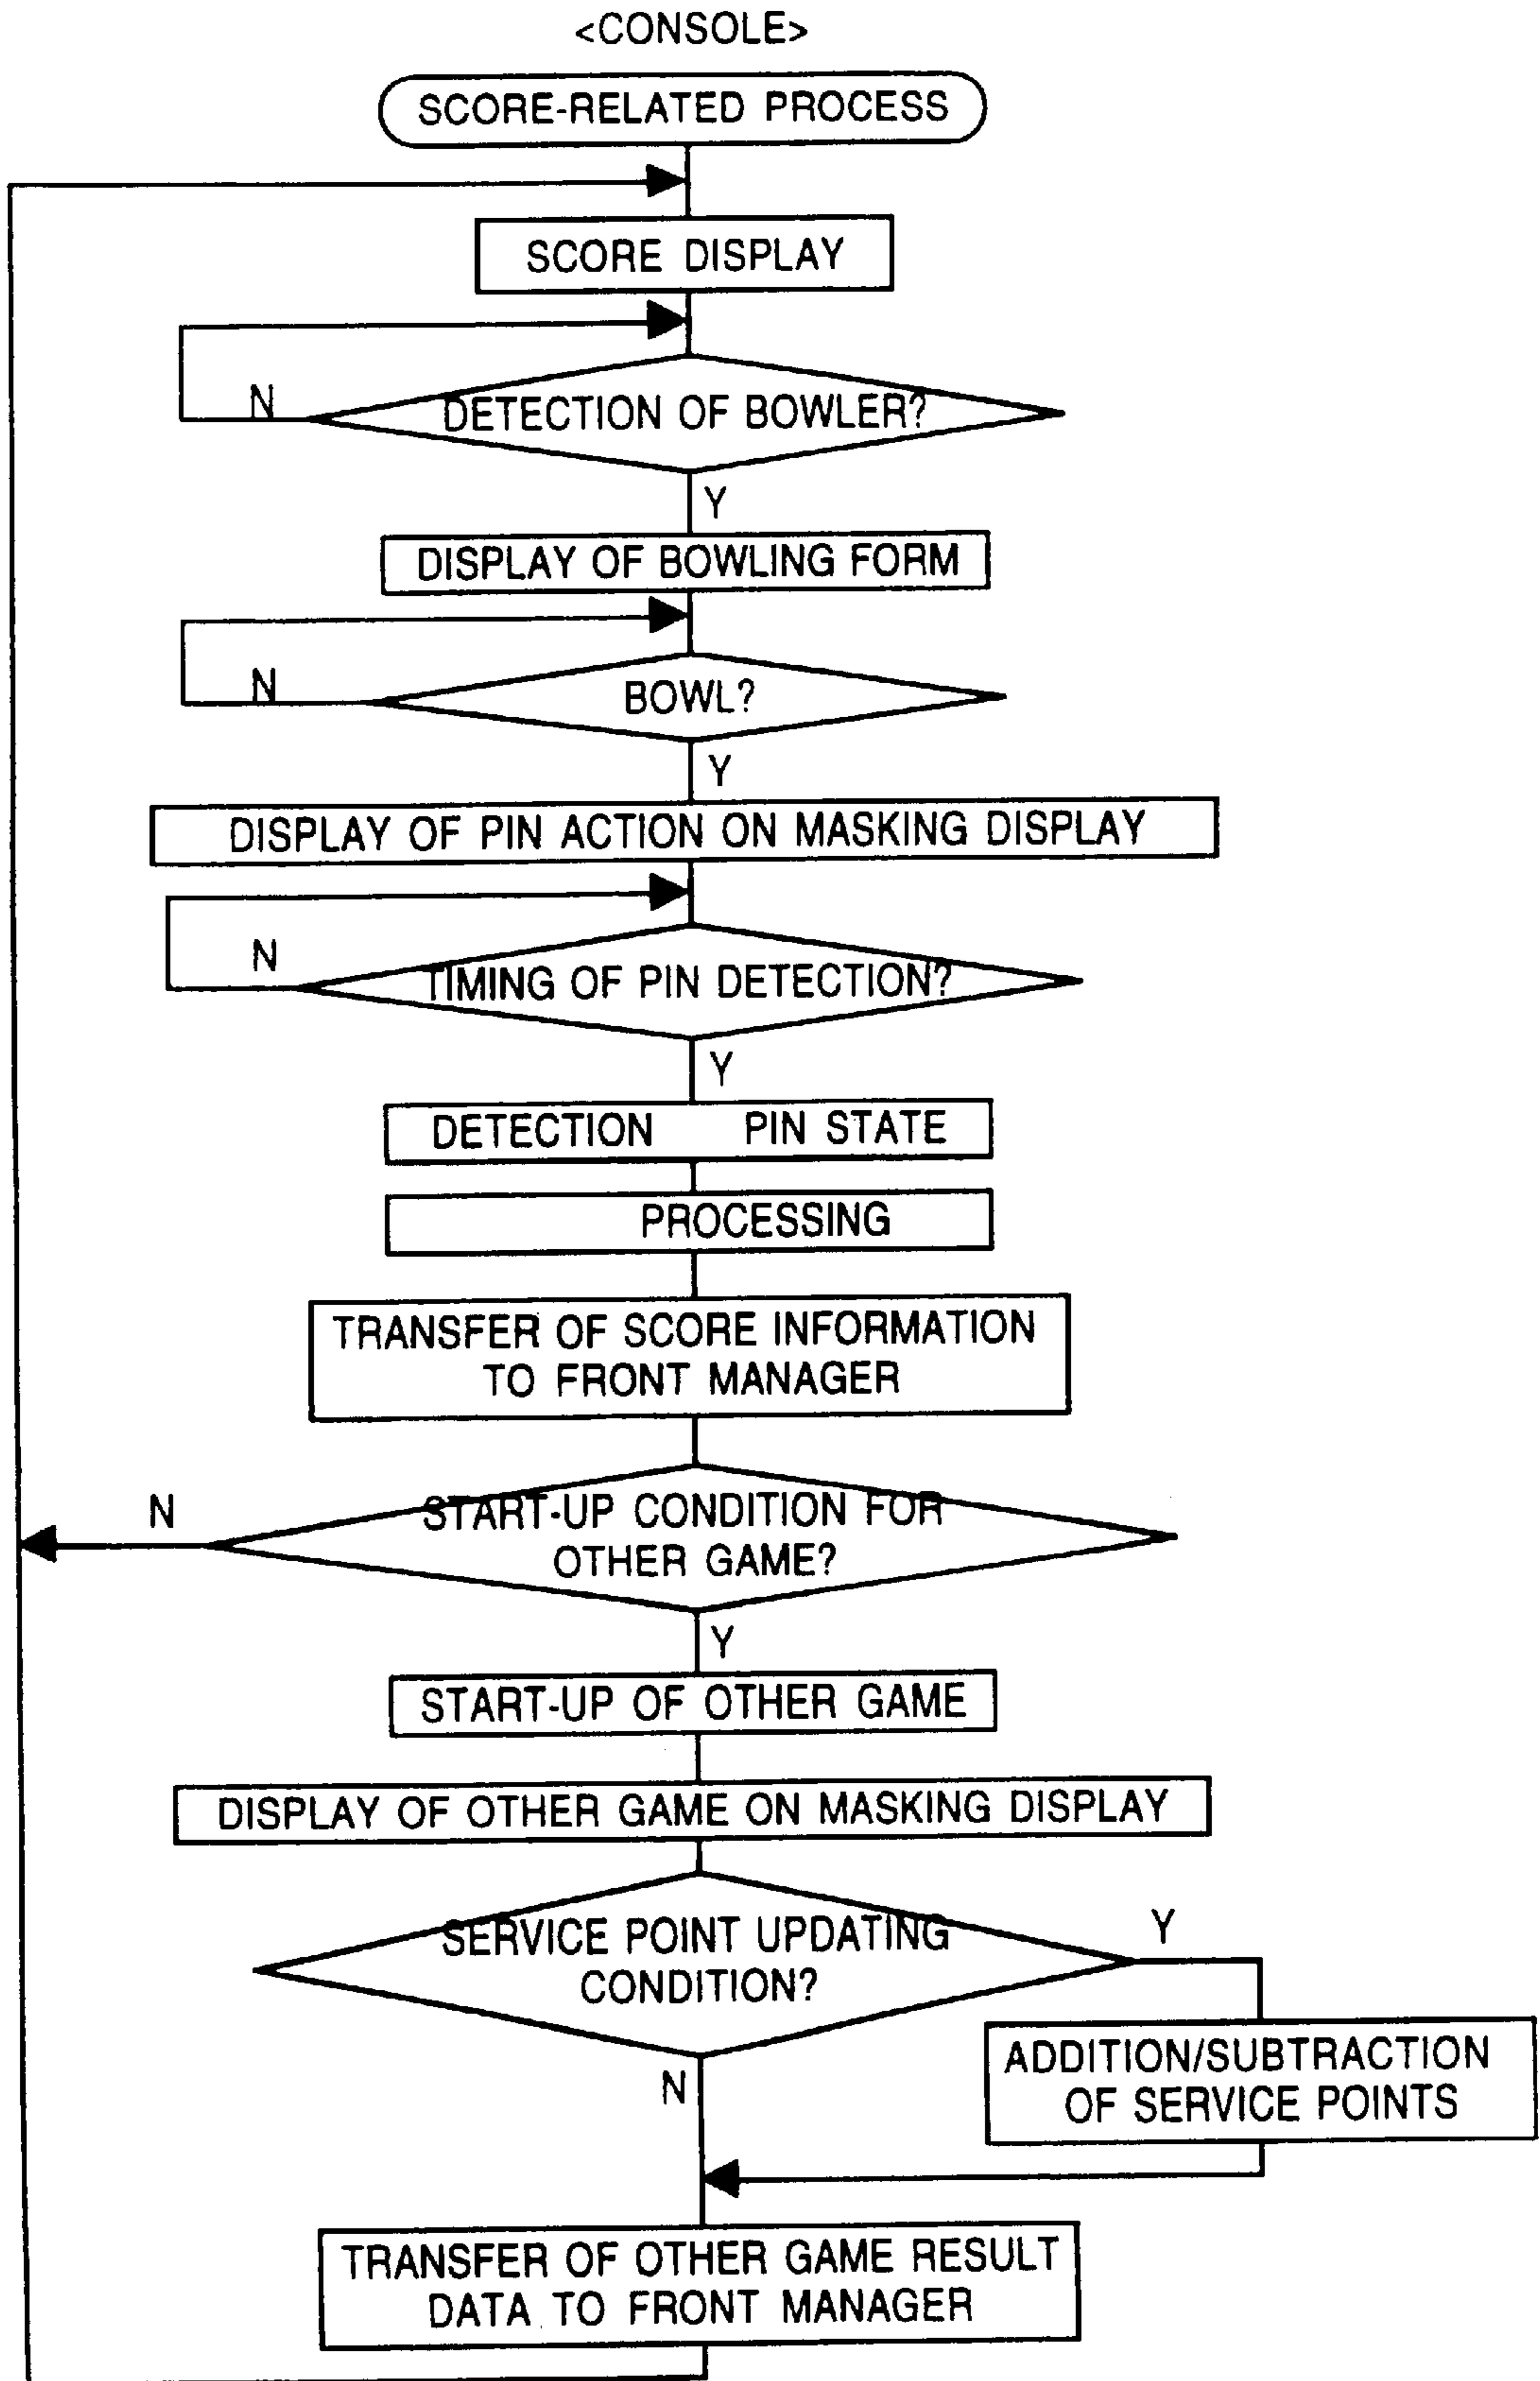 <CONSOLE>
SCORE-RELATED PROCESS
SCORE DISPLAY
N
DETECTION OF BOWLER?
Y
DISPLAY OF BOWLING FORM
N
BOWL?
Y
DISPLAY OF PIN ACTION ON MASKING DISPLAY
N
TIMING OF PIN DETECTION?
Y
DETECTION PIN STATE
PROCESSING
TRANSFER OF SCORE INFORMATION
TO FRONT MANAGER
N
START-UP CONDITION FOR
OTHER GAME?
Y
START-UP OF OTHER GAME
DISPLAY OF OTHER GAME ON MASKING DISPLAY
SERVICE POINT UPDATING
CONDITION?
Y
N
ADDITION/SUBTRACTION
OF SERVICE POINTS
TRANSFER OF OTHER GAME RESULT
DATA TO FRONT MANAGER